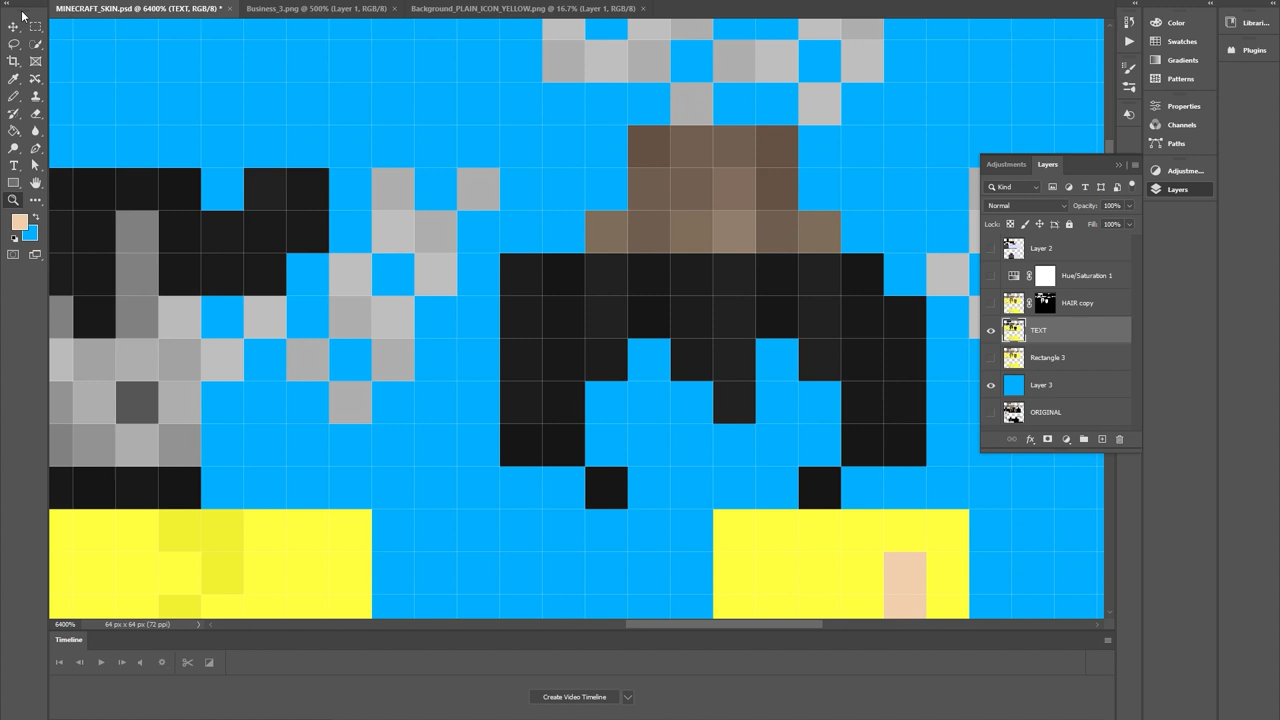 MINECRAFT_SKIN.psd @ 6400% (TEXT, RGB/8) *
Business_3.png @ 500% (Layer 1, RGB/8)
Background_PLAIN_ICON_YELLOW.png @ 16.7% (Layer 1, RGB/8)
Color
Swatches
Gradients
Patterns
Properties
Channels
Paths
Adjustme...
Layers
Librari...
Plugins
Adjustments
Layers
Kind
Normal
Opacity: 100%
Lock:
Fill: 100%
Layer 2
Hue/Saturation 1
HAIR copy
TEXT
Rectangle 3
Layer 3
ORIGINAL
6400%
64 px x 64 px (72 ppi)
Timeline
Create Video Timeline